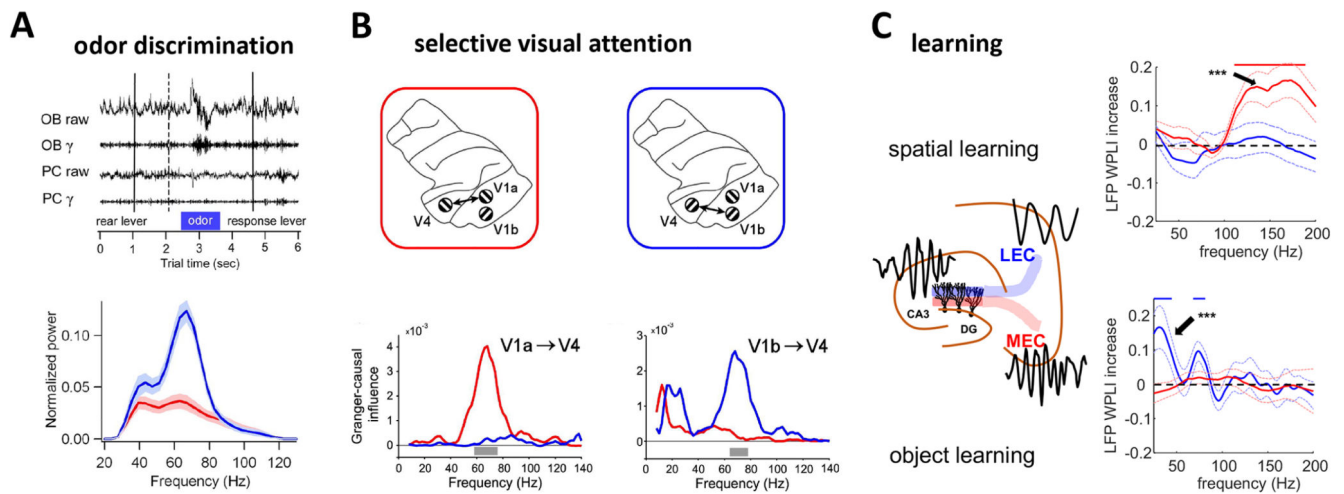 A
odor discrimination
OB raw
OB γ
PC raw
PC γ
rear lever
odor
response lever
0 1 2 3 4 5 6
Trial time (sec)
Normalized power
0.10
0.05
0.00
20 40 60 80 100 120
Frequency (Hz)
B
selective visual attention
V1a
V4
V1b
V1a
V4
V1b
Granger-causal
influence
×10⁻³
V1a → V4
4
3
2
1
0
20 40 60 80 100 120 140
Frequency (Hz)
×10⁻³
V1b → V4
3
2
1
0
20 40 60 80 100 120 140
Frequency (Hz)
C
learning
spatial learning
LEC
CA3
DG
MEC
object learning
LFP WPLI increase
0.2
0.1
0
-0.1
0.2
***
50 100 150 200
frequency (Hz)
LFP WPLI increase
0.2
0.1
0
-0.1
0.2
***
50 100 150 200
frequency (Hz)